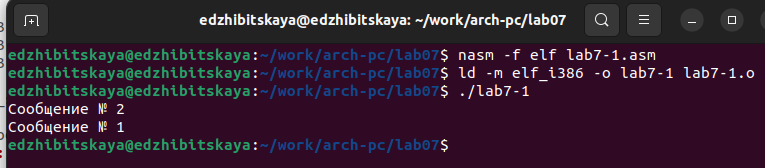 edzhibitskaya@edzhibitskaya: ~/work/arch-pc/lab07
edzhibitskaya@edzhibitskaya:~/work/arch-pc/lab07$ nasm -f elf lab7-1.asm
edzhibitskaya@edzhibitskaya:~/work/arch-pc/lab07$ ld -m elf_i386 -o lab7-1 lab7-1.o
edzhibitskaya@edzhibitskaya:~/work/arch-pc/lab07$ ./lab7-1
Сообщение № 2
Сообщение № 1
edzhibitskaya@edzhibitskaya:~/work/arch-pc/lab07$